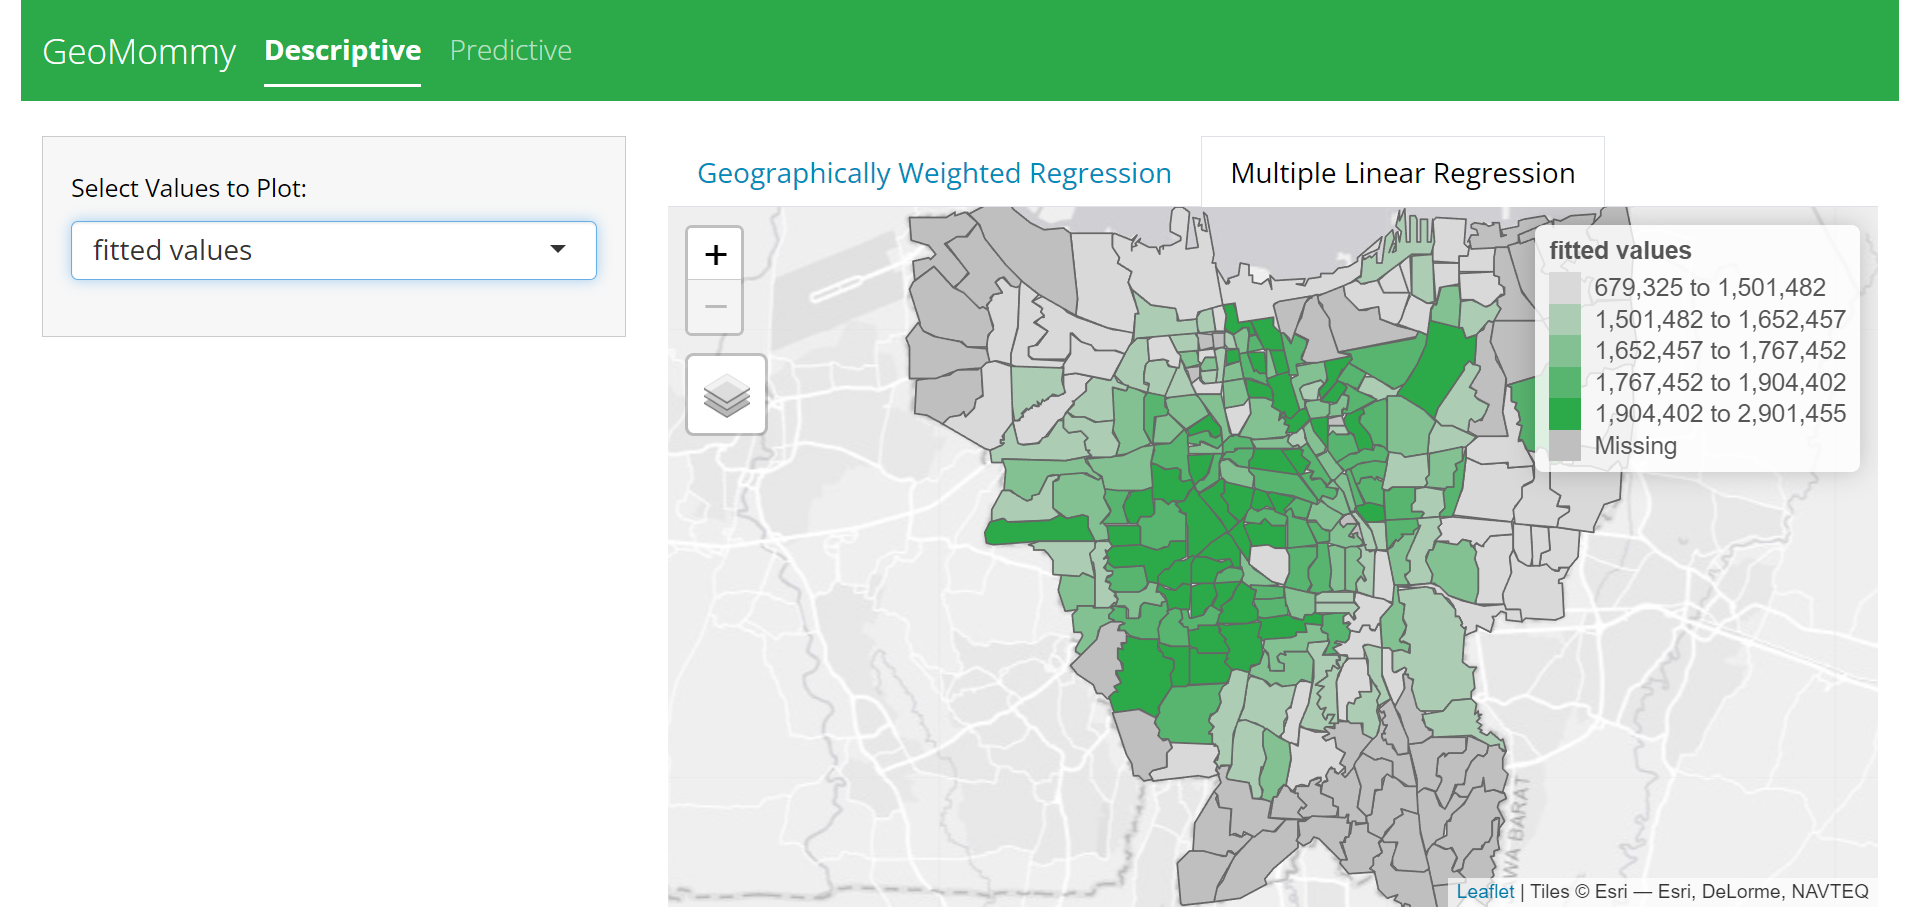 GeoMommy Descriptive Predictive
Select Values to Plot:
fitted values
Geographically Weighted Regression Multiple Linear Regression
+
−
fitted values
679,325 to 1,501,482
1,501,482 to 1,652,457
1,652,457 to 1,767,452
1,767,452 to 1,904,402
1,904,402 to 2,901,455
Missing
WA BARAT
Leaflet | Tiles © Esri — Esri, DeLorme, NAVTEQ